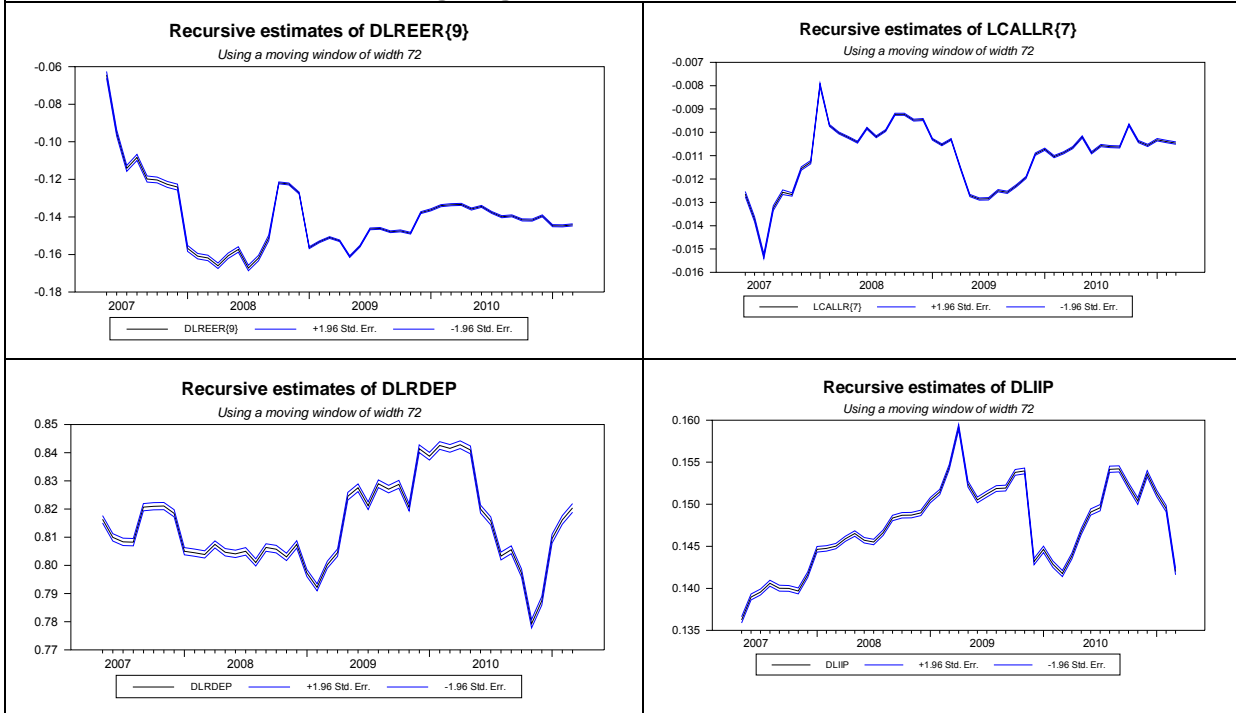 Recursive estimates of DLREER{9}
Using a moving window of width 72
-0.06
-0.08
-0.10
-0.12
-0.14
-0.16
-0.18
2007 2008 2009 2010
DLREER{9} +1.96 Std. Err. -1.96 Std. Err.
Recursive estimates of LCALLR{7}
Using a moving window of width 72
-0.007
-0.008
-0.009
-0.010
-0.011
-0.012
-0.013
-0.014
-0.015
-0.016
2007 2008 2009 2010
LCALLR{7} +1.96 Std. Err. -1.96 Std. Err.
Recursive estimates of DLRDEP
Using a moving window of width 72
0.85
0.84
0.83
0.82
0.81
0.80
0.79
0.78
0.77
2007 2008 2009 2010
DLRDEP +1.96 Std. Err. -1.96 Std. Err.
Recursive estimates of DLIIP
Using a moving window of width 72
0.160
0.155
0.150
0.145
0.140
0.135
2007 2008 2009 2010
DLIIP +1.96 Std. Err. -1.96 Std. Err.